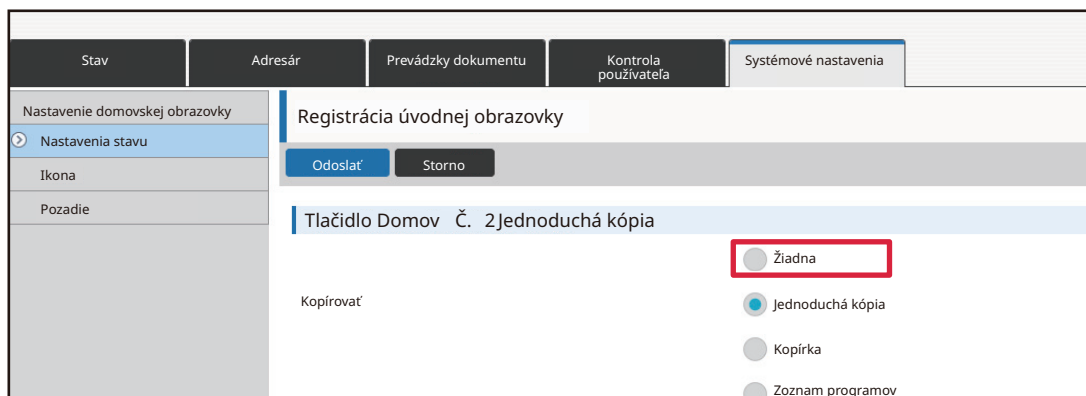 Stav
Adresár
Prevádzky dokumentu
Kontrola
používateľa
Systémové nastavenia
Nastavenie domovskej obrazovky
Nastavenia stavu
Ikona
Pozadie
Registrácia úvodnej obrazovky
Odoslať
Storno
Tlačidlo Domov Č. 2 Jednoduchá kópia
Kopírovať
Žiadna
Jednoduchá kópia
Kopírka
Zoznam programov